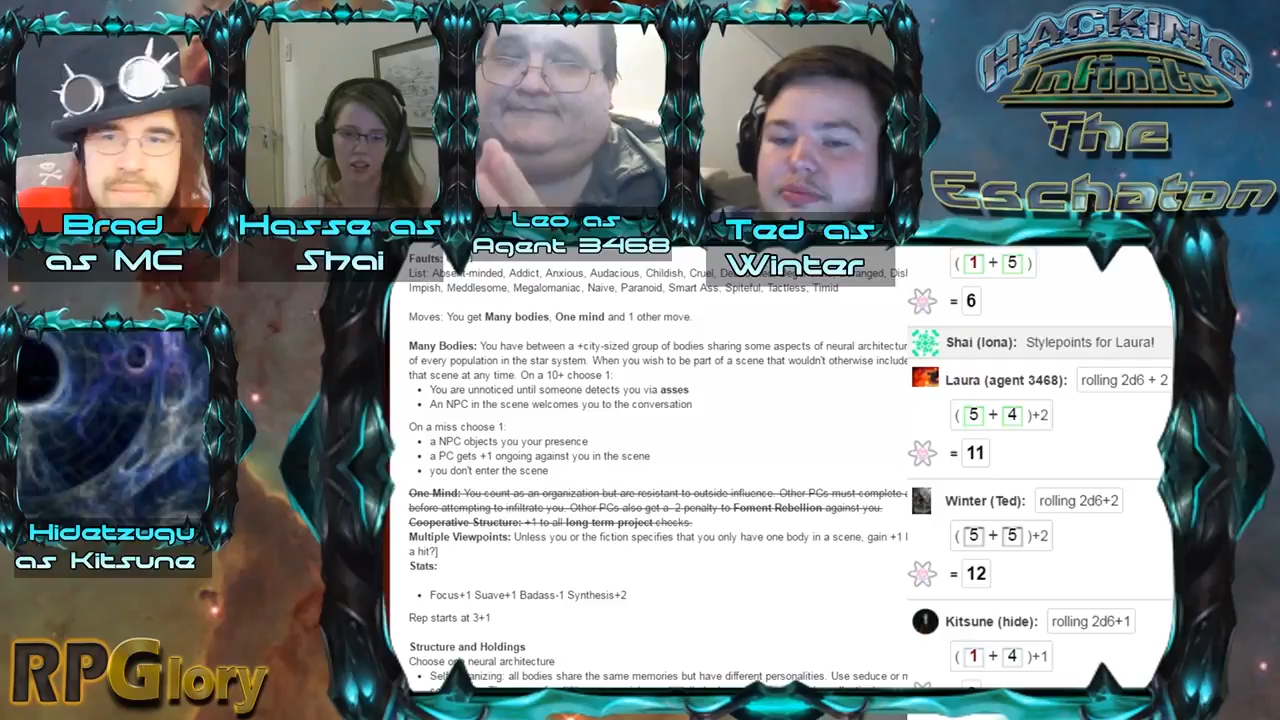 HACKING
Infinity
The
Eschaton
Brad
as MC
Hasse as
Shai
Leo as
Agent 3468
Ted as
Winter
Hidetzugu
as Kitsune
RPGlory
Faults:
List: Absent-minded, Addict, Anxious, Audacious, Childish, Cruel,
Impish, Meddlesome, Megalomaniac, Naive, Paranoid, Smart Ass, Spiteful, Tactless, Timid
Moves: You get Many bodies, One mind and 1 other move.
Many Bodies: You have between a +city-sized group of bodies sharing some aspects of neural
of every population in the star system. When you wish to be part of a scene that wouldn't otherwise include
that scene at any time. On a 10+ choose 1:
You are unnoticed until someone detects you via asses
An NPC in the scene welcomes you to the conversation
On a miss choose 1:
a NPC objects you your presence
a PC gets +1 ongoing against you in the scene
you don't enter the scene
One Mind: You count as an organization but are resistant to outside influence. Other PCs must complete
before attempting to infiltrate you. Other PCs also get a -2 penalty to Foment Rebellion against you.
Cooperative Structure: +1 to all long term project checks.
Multiple Viewpoints: Unless you or the fiction specifies that you only have one body in a scene, gain +1
a hit?]
Stats:
Focus+1 Suave+1 Badass-1 Synthesis+2
Rep starts at 3+1
Structure and Holdings
Choose one neural architecture
all bodies share the same memories but have different personalities. Use seduce or
( 1 + 5 )
= 6
Shai (Iona): Stylepoints for Laura!
Laura (agent 3468): rolling 2d6 + 2
( 5 + 4 )+2
= 11
Winter (Ted): rolling 2d6+2
( 5 + 5 )+2
= 12
Kitsune (hide): rolling 2d6+1
( 1 + 4 )+1